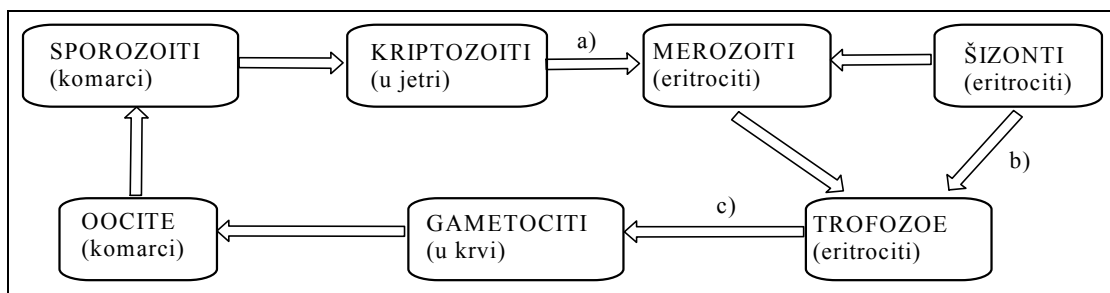 SPOROZOITI
(komarci)
KRIPTOZOITI
(u jetri)
a)
MEROZOITI
(eritrociti)
ŠIZONTI
(eritrociti)
b)
OOCITE
(komarci)
GAMETOCITI
(u krvi)
c)
TROFOZOE
(eritrociti)